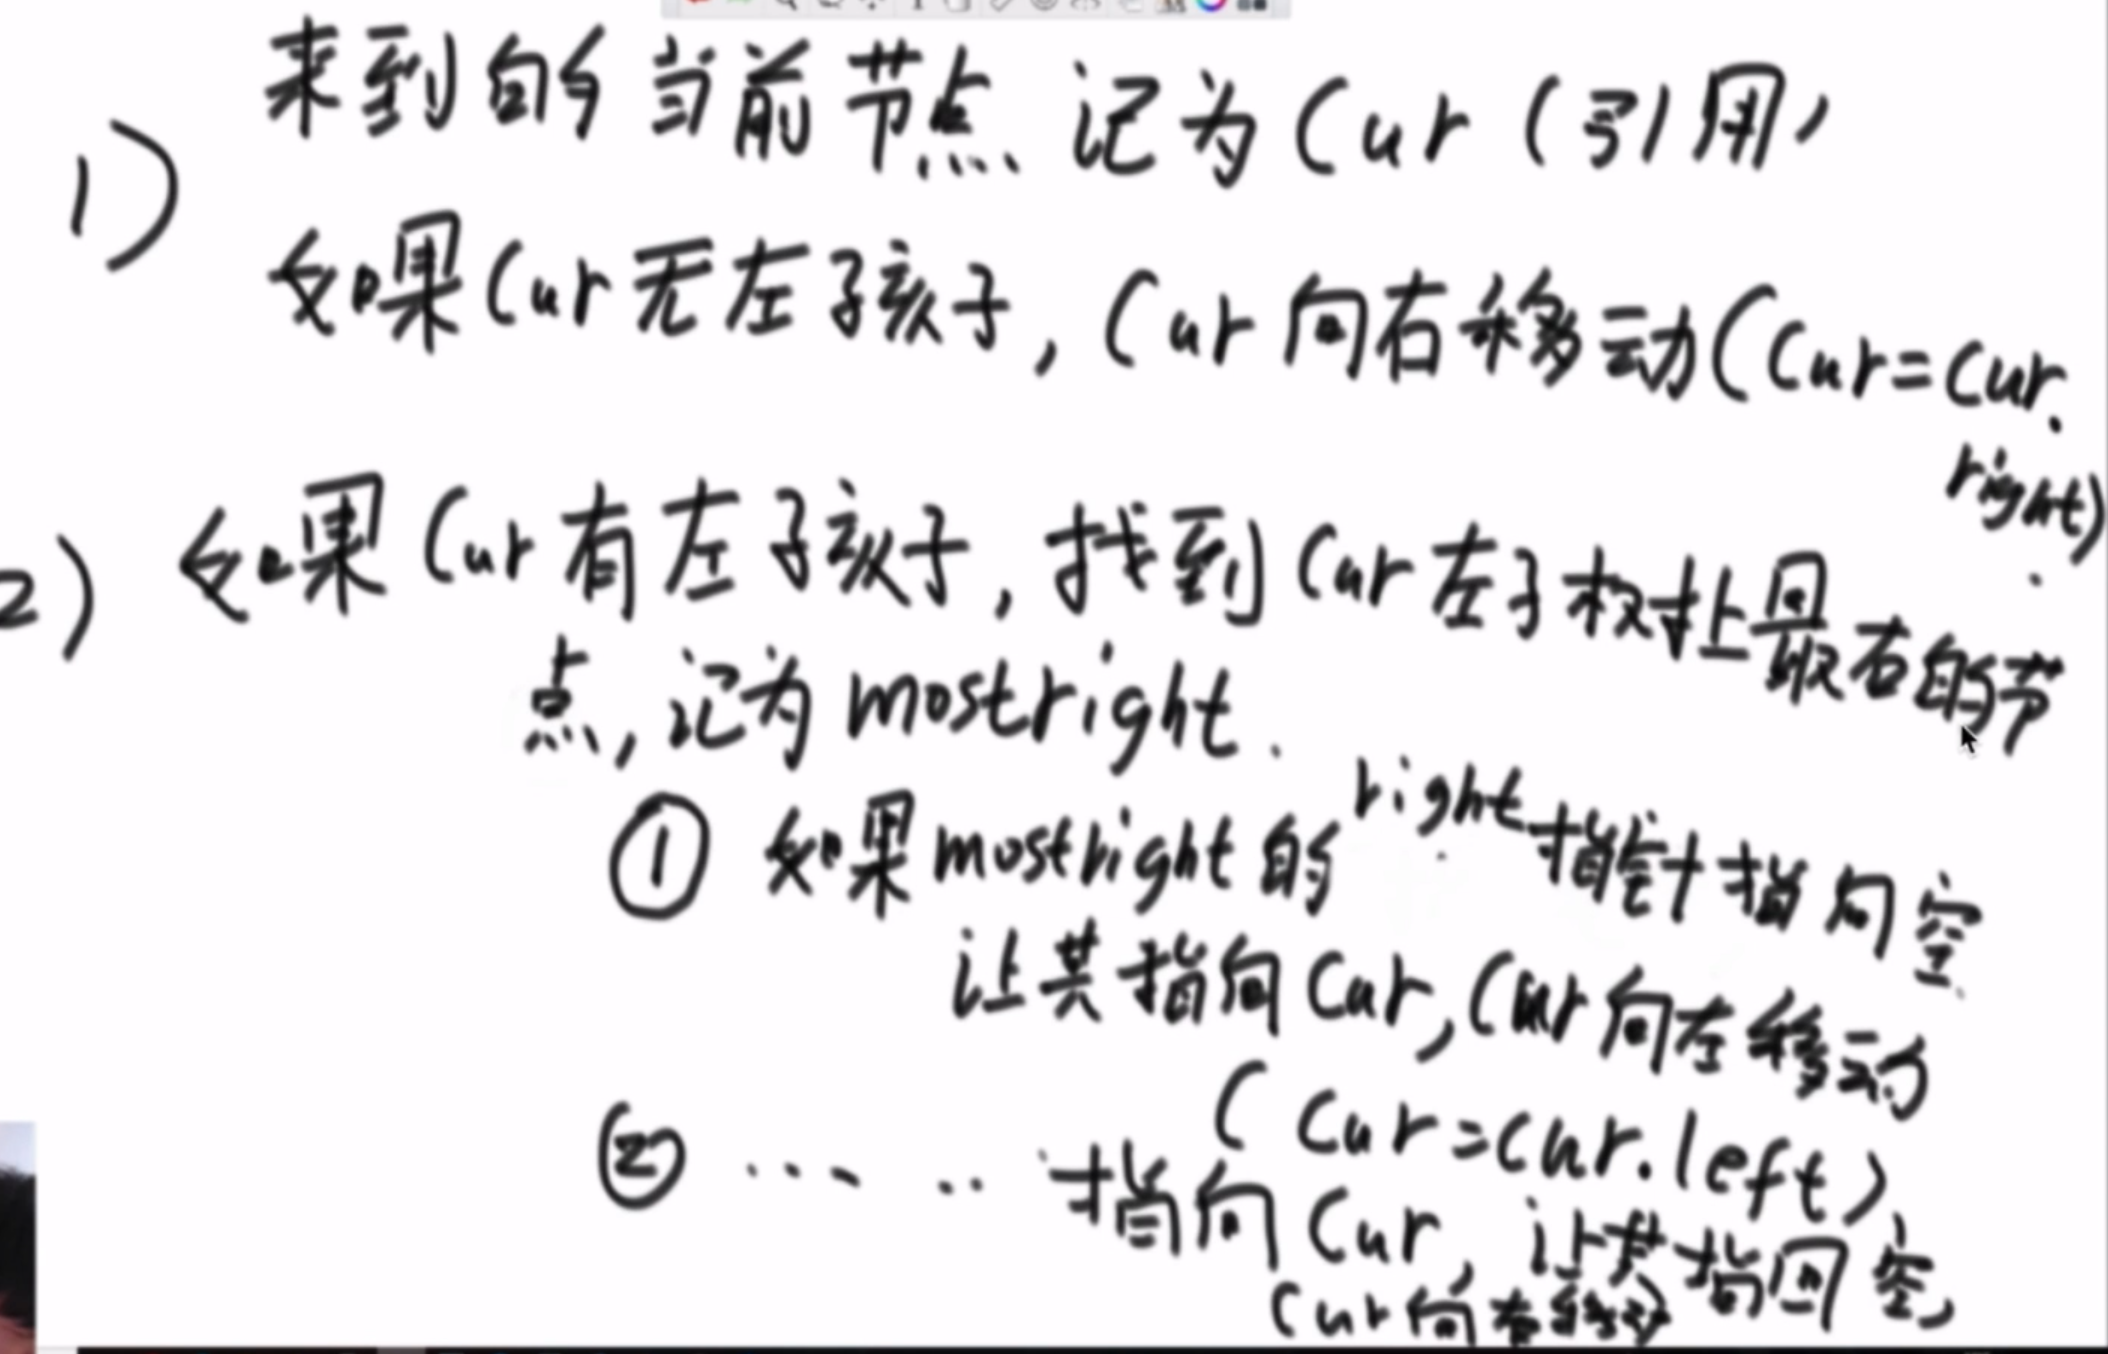 来到的当前节点、记为Cur（引用）
1)
如果Cur无左子孩子，Cur向右移动(Cur=cur.
right)
2) 如果Cur有左子孩子，找到Cur左子树上最右的节
点，记为mostright.
① 如果mostright的right指针指向空
让其指向Cur，Cur向左移动
(Cur=cur.left)
② ..... 指向Cur，让其指回空，
Cur向右移动